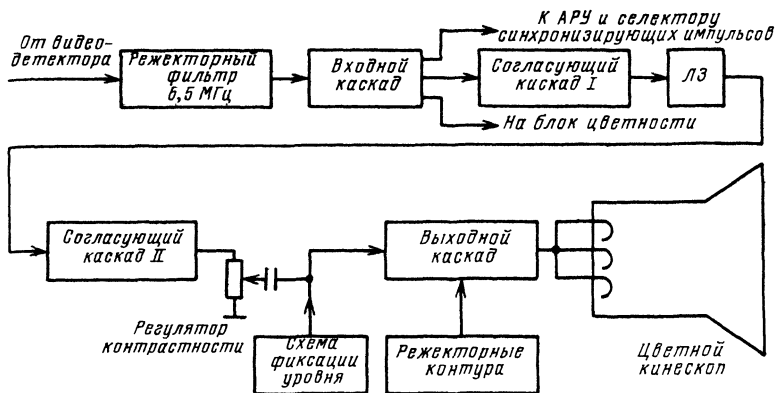 К АРУ и селектору
синхронизирующих импульсов
От видео-
детектора
Режекторный
фильтр
6,5 МГц
Входной
каскад
Согласующий
каскад I
ЛЗ
На блок цветности
Согласующий
каскад II
Выходной
каскад
Регулятор
контрастности
Схема
фиксации
уровня
Режекторные
контура
Цветной
кинескоп